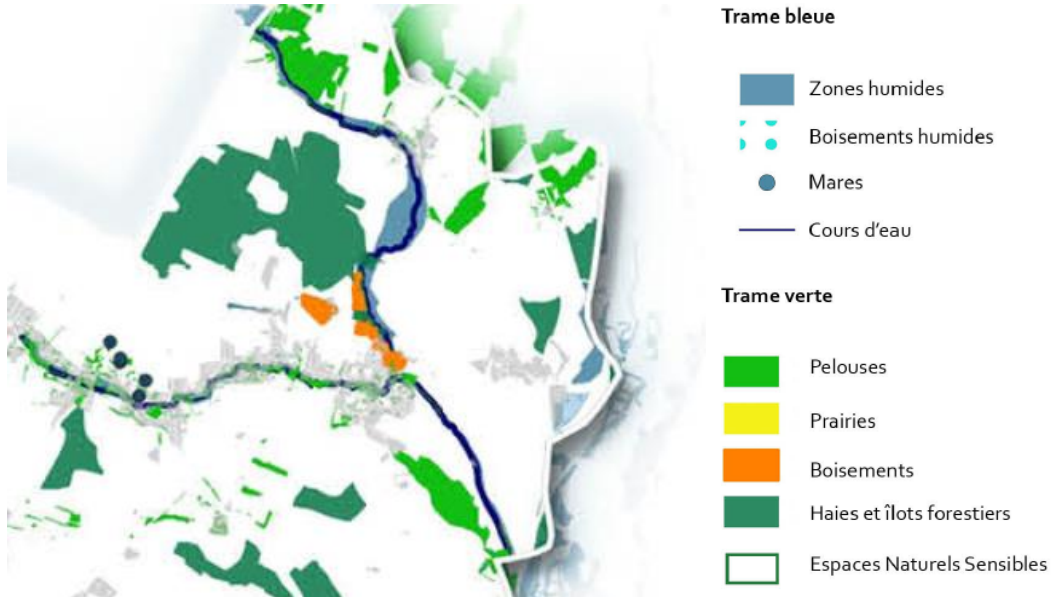 Trame bleue
Zones humides
Boisements humides
Mares
Cours d'eau
Trame verte
Pelouses
Prairies
Boisements
Haies et îlots forestiers
Espaces Naturels Sensibles